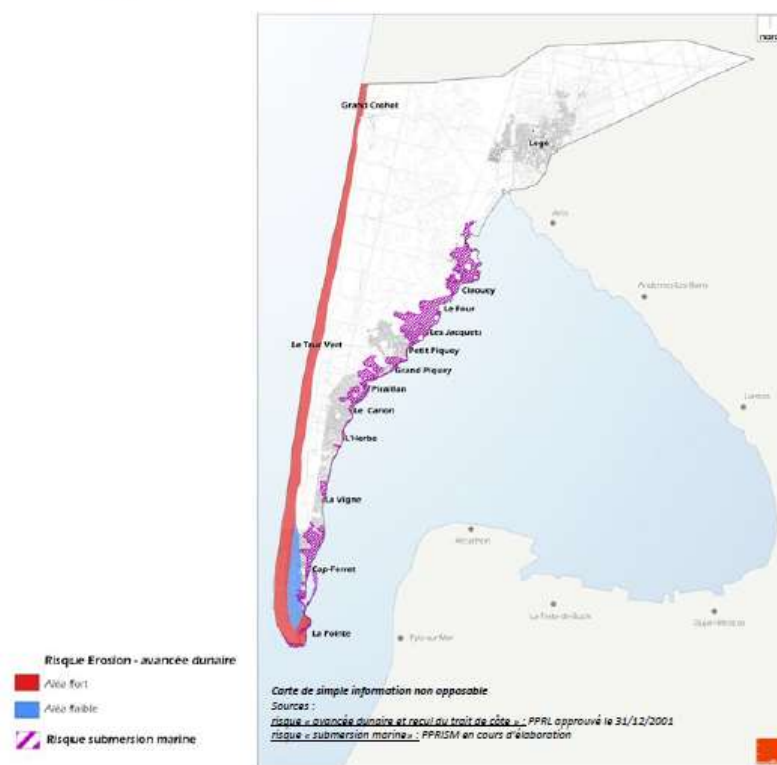 nord
Grand Crohot
Lège
Arès
Claouey
Andernos-les-Bains
Le Four
Les Jacquets
Le Truc Vert
Petit Piquey
Grand Piquey
Piraillan
Lanton
Le Canon
L'Herbe
La Vigne
Arcachon
Cap-Ferret
La Teste-de-Buch
Gujan-Mestras
La Pointe
Pyla-sur-Mer
Risque Erosion - avancée dunaire
Aléa fort
Aléa faible
Risque submersion marine
Carte de simple information non opposable
Sources :
risque « avancée dunaire et recul du trait de côte » : PPRL approuvé le 31/12/2001
risque « submersion marine» : PPRISM en cours d'élaboration